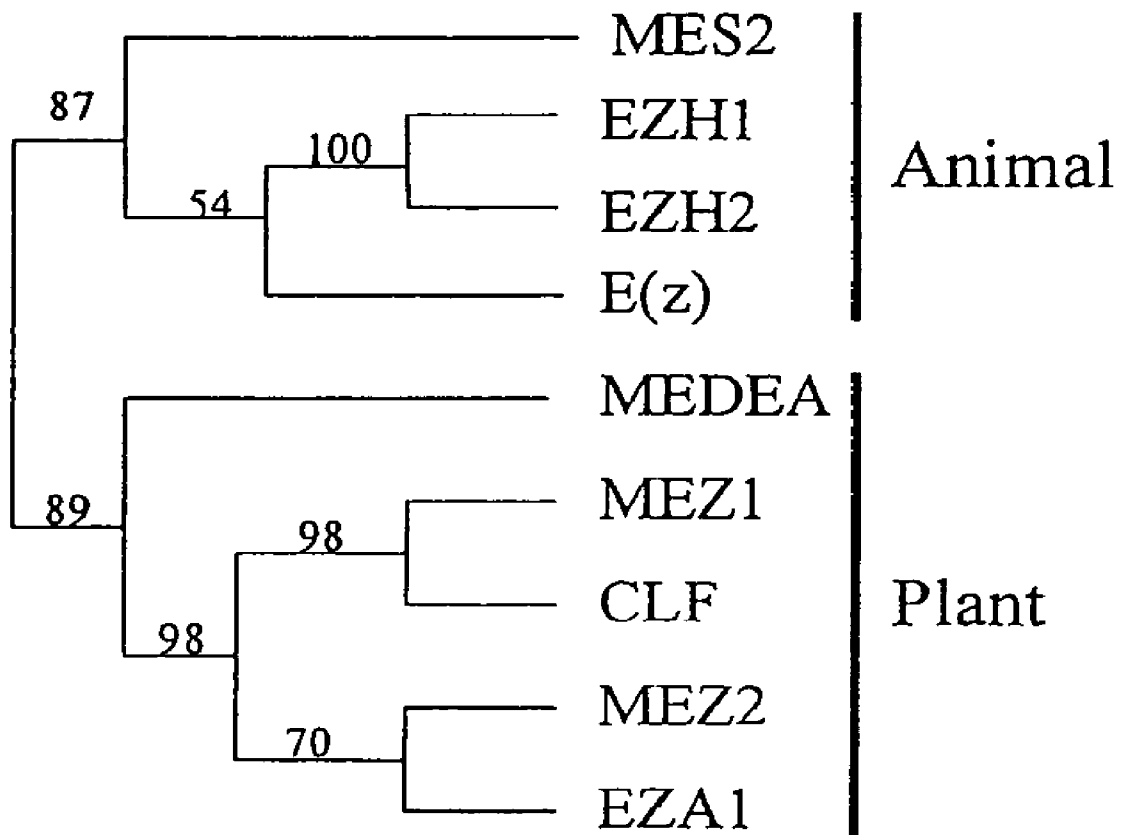 MES2
87
EZH1
100
Animal
54
EZH2
E(z)
MEDEA
89
MEZ1
98
CLF
Plant
98
MEZ2
70
EZA1